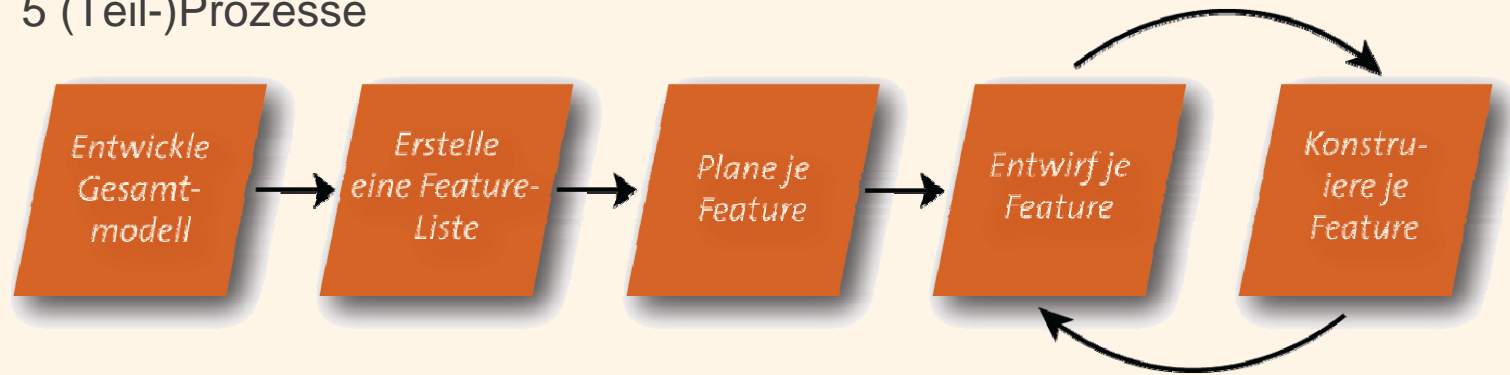 5 (Teil-)Prozesse
Entwickle
Gesamt-
modell
Erstelle
eine Feature-
Liste
Plane je
Feature
Entwirf je
Feature
Konstru-
iere je
Feature